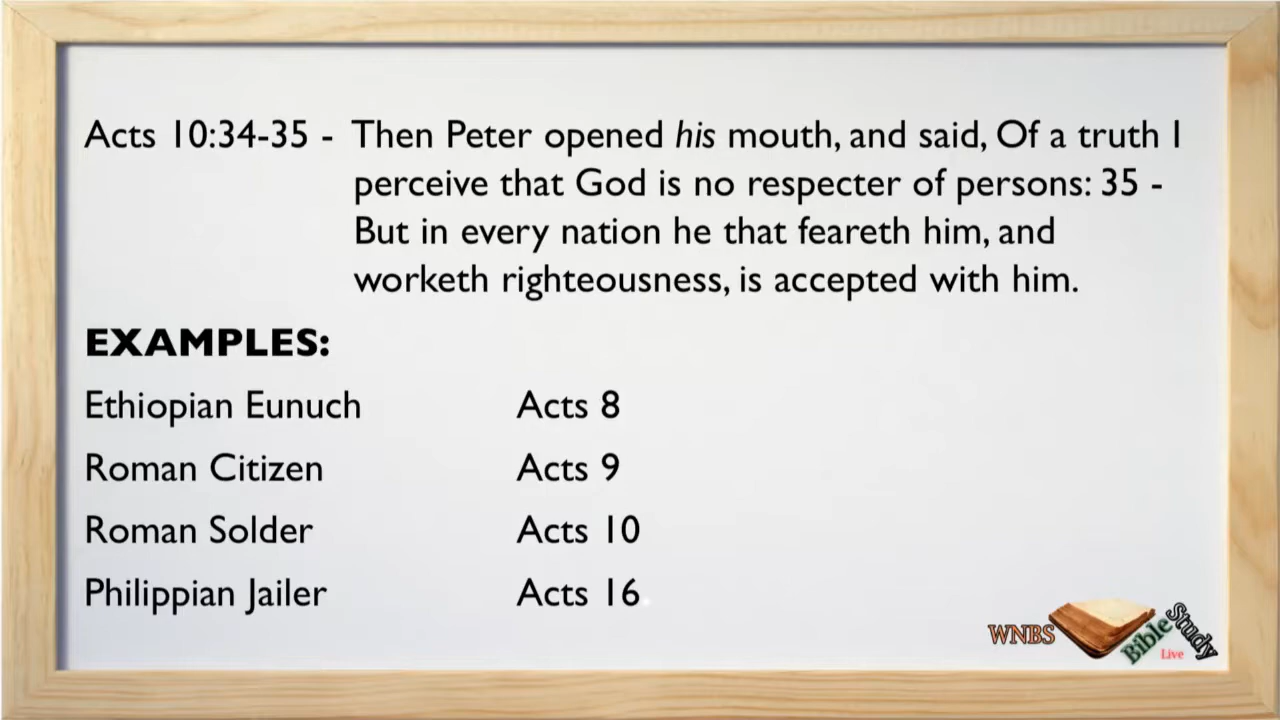 Acts 10:34-35 - Then Peter opened his mouth, and said, Of a truth I
perceive that God is no respecter of persons: 35 -
But in every nation he that feareth him, and
worketh righteousness, is accepted with him.
EXAMPLES:
Ethiopian Eunuch Acts 8
Roman Citizen Acts 9
Roman Solder Acts 10
Philippian Jailer Acts 16
WNBS Bible Study
Live